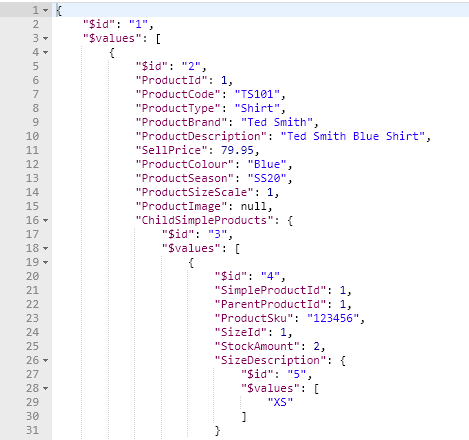 1 {
2 "$id": "1",
3 "$values": [
4 {
5 "$id": "2",
6 "ProductId": 1,
7 "ProductCode": "TS101",
8 "ProductType": "Shirt",
9 "ProductBrand": "Ted Smith",
10 "ProductDescription": "Ted Smith Blue Shirt",
11 "SellPrice": 79.95,
12 "ProductColour": "Blue",
13 "ProductSeason": "SS20",
14 "ProductSizeScale": 1,
15 "ProductImage": null,
16 "ChildSimpleProducts": {
17 "$id": "3",
18 "$values": [
19 {
20 "$id": "4",
21 "SimpleProductId": 1,
22 "ParentProductId": 1,
23 "ProductSku": "123456",
24 "SizeId": 1,
25 "StockAmount": 2,
26 "SizeDescription": {
27 "$id": "5",
28 "$values": [
29 "XS"
30 ]
31 }